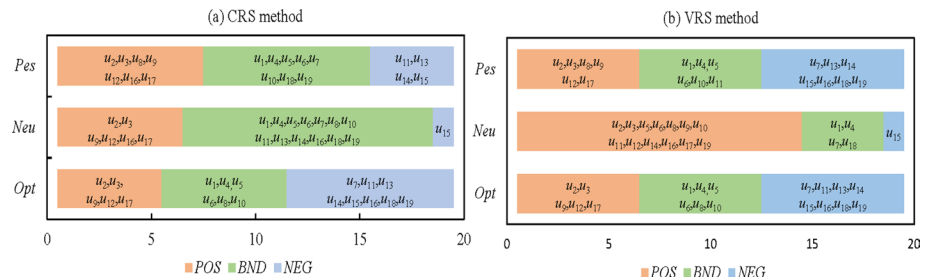 (a) CRS method
Pes
u₂,u₃,u₈,u₉
u₁₂,u₁₆,u₁₇
u₁,u₄,u₅,u₆,u₇
u₁₀,u₁₈,u₁₉
u₁₁,u₁₃
u₁₄,u₁₅
Neu
u₂,u₃
u₉,u₁₂,u₁₆,u₁₇
u₁,u₄,u₅,u₆,u₇,u₈,u₁₀
u₁₁,u₁₃,u₁₄,u₁₆,u₁₈,u₁₉
u₁₅
Opt
u₂,u₃,
u₉,u₁₂,u₁₇
u₁,u₄,u₅
u₆,u₈,u₁₀
u₇,u₁₁,u₁₃
u₁₄,u₁₅,u₁₆,u₁₈,u₁₉
0 5 10 15 20
POS BND NEG
(b) VRS method
Pes
u₂,u₃,u₈,u₉
u₁₂,u₁₇
u₁,u₄,u₅
u₆,u₁₀,u₁₁
u₇,u₁₃,u₁₄
u₁₅,u₁₆,u₁₈,u₁₉
Neu
u₂,u₃,u₅,u₆,u₈,u₉,u₁₀
u₁₁,u₁₂,u₁₄,u₁₆,u₁₇,u₁₉
u₁,u₄
u₇,u₁₈
u₁₅
Opt
u₂,u₃
u₉,u₁₂,u₁₇
u₁,u₄,u₅
u₆,u₈,u₁₀
u₇,u₁₁,u₁₃,u₁₄
u₁₅,u₁₆,u₁₈,u₁₉
0 5 10 15 20
POS BND NEG